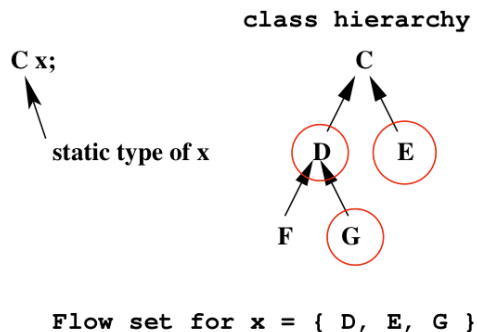 class hierarchy
C x;
C
static type of x
D
E
F
G
Flow set for x = { D, E, G }